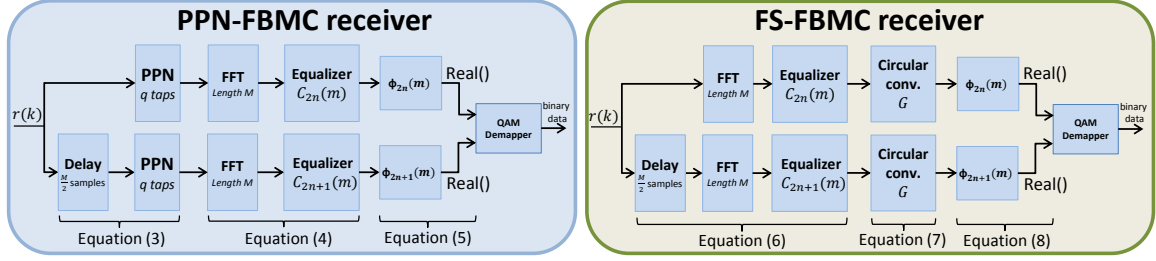 PPN-FBMC receiver
r(k)
PPN
q taps
FFT
Length M
Equalizer
C₂ₙ(m)
ϕ₂ₙ(m)
Real()
Delay
M/2 samples
PPN
q taps
FFT
Length M
Equalizer
C₂ₙ₊₁(m)
ϕ₂ₙ₊₁(m)
Real()
QAM
Demapper
binary
data
Equation (3)
Equation (4)
Equation (5)
FS-FBMC receiver
r(k)
FFT
Length M
Equalizer
C₂ₙ(m)
Circular
conv.
G
ϕ₂ₙ(m)
Real()
Delay
M/2 samples
FFT
Length M
Equalizer
C₂ₙ₊₁(m)
Circular
conv.
G
ϕ₂ₙ₊₁(m)
Real()
QAM
Demapper
binary
data
Equation (6)
Equation (7)
Equation (8)